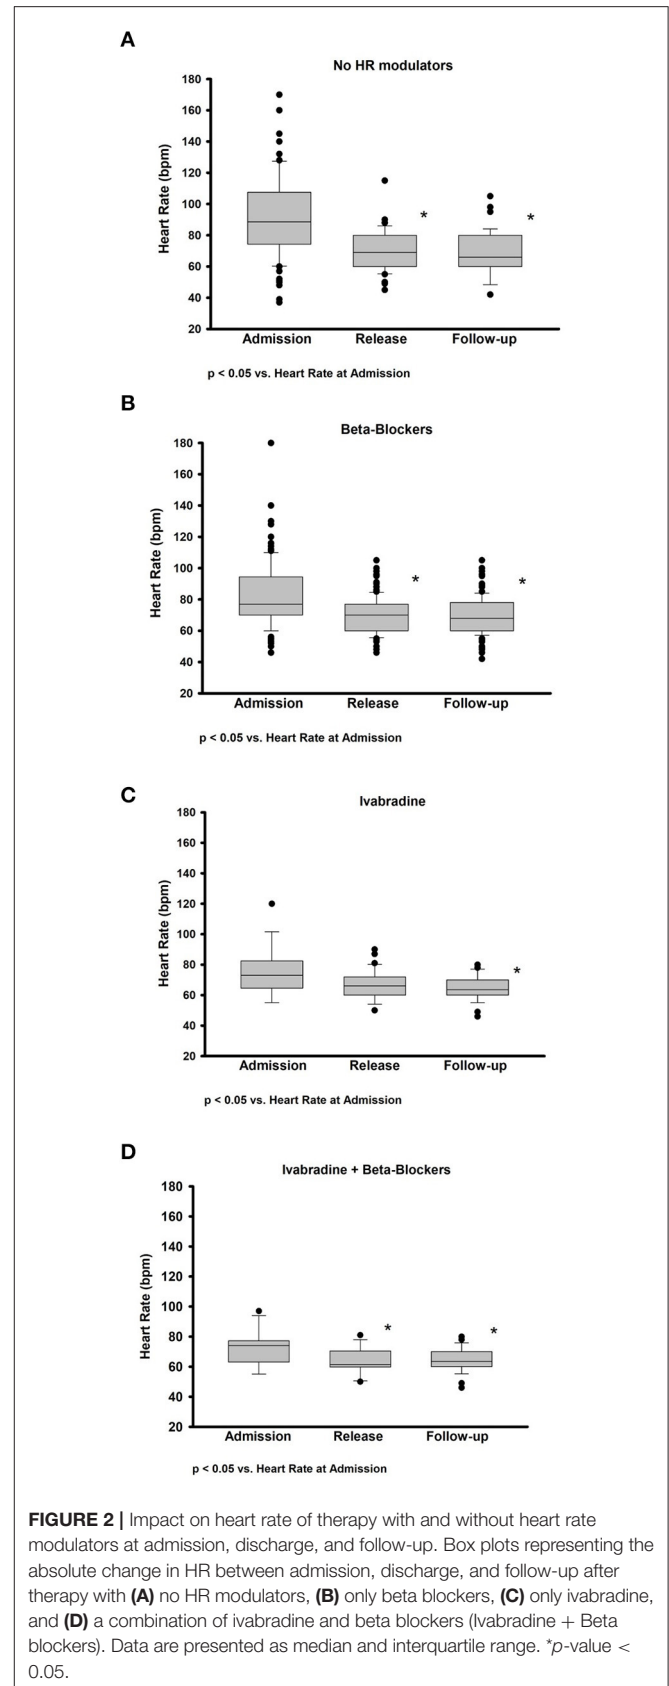 A
No HR modulators
Heart Rate (bpm)
180
160
140
120
100
80
60
40
20
*
*
Admission Release Follow-up
p < 0.05 vs. Heart Rate at Admission
B
Beta-Blockers
Heart Rate (bpm)
180
160
140
120
100
80
60
40
20
*
*
Admission Release Follow-up
p < 0.05 vs. Heart Rate at Admission
C
Ivabradine
Heart Rate (bpm)
180
160
140
120
100
80
60
40
20
*
Admission Release Follow-up
p < 0.05 vs. Heart Rate at Admission
D
Ivabradine + Beta-Blockers
Heart Rate (bpm)
180
160
140
120
100
80
60
40
20
*
*
Admission Release Follow-up
p < 0.05 vs. Heart Rate at Admission
FIGURE 2 | Impact on heart rate of therapy with and without heart rate
modulators at admission, discharge, and follow-up. Box plots representing the
absolute change in HR between admission, discharge, and follow-up after
therapy with (A) no HR modulators, (B) only beta blockers, (C) only ivabradine,
and (D) a combination of ivabradine and beta blockers (Ivabradine + Beta
blockers). Data are presented as median and interquartile range. *p-value <
0.05.